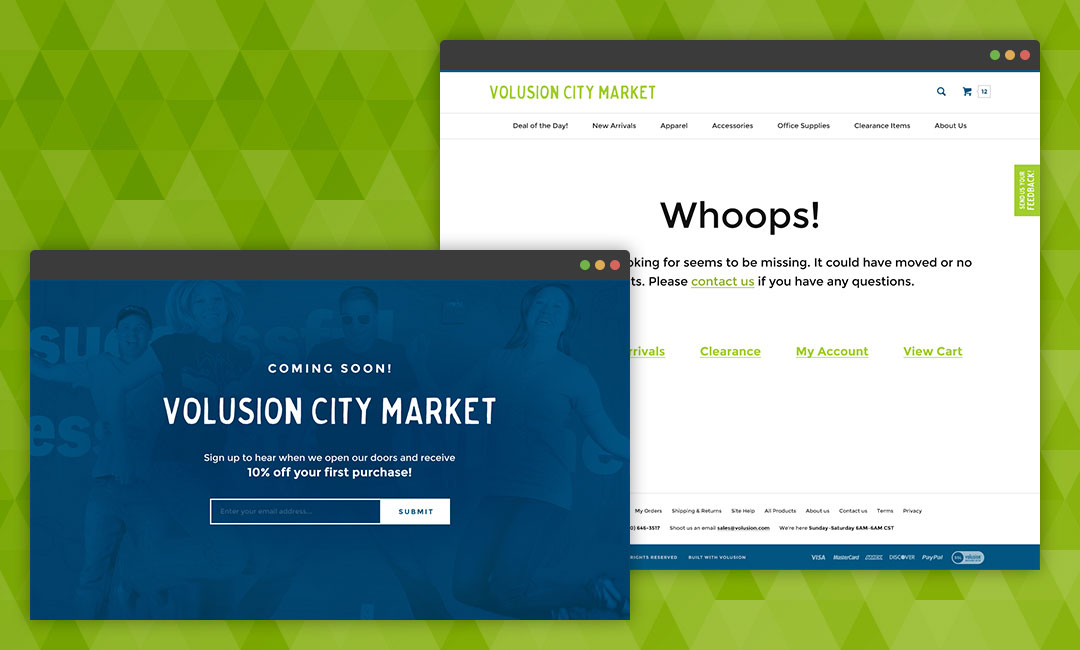 VOLUSION CITY MARKET
12
Deal of the Day! New Arrivals Apparel Accessories Office Supplies Clearance Items About Us
SEND US YOUR
FEEDBACK!
Whoops!
oking for seems to be missing. It could have moved or no
ts. Please contact us if you have any questions.
rrivals Clearance My Account View Cart
My Orders Shipping & Returns Site Help All Products About us Contact us Terms Privacy
0) 646-3517 Shoot us an email sales@volusion.com We're here Sunday-Saturday 6AM-6AM CST
RIGHTS RESERVED BUILT WITH VOLUSION VISA MasterCard DISCOVER PayPal volusion
successful
ess
COMING SOON!
VOLUSION CITY MARKET
Sign up to hear when we open our doors and receive
10% off your first purchase!
Enter your email address... SUBMIT